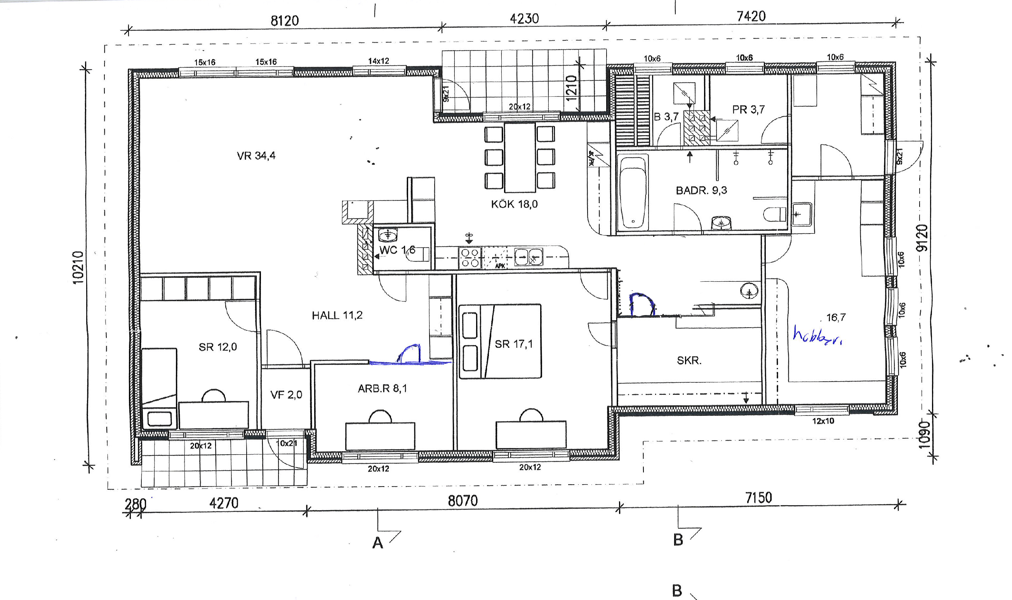 8120 4230 7420
15x16 15x16 14x12 10x6 10x6 10x6
9x21 1210
20x12
B 3,7 PR 3,7
VR 34,4
9x21
KÖK 18,0 BADR. 9,3
WC 1,6
APK
10210 9120
10x6
HALL 11,2
10x6
16,7
SR 12,0 SR 17,1
SKR.
10x6
VF 2,0 ARB.R 8,1
12x10
20x12 10x21
1090
20x12 20x12
280 4270 8070 7150
A B
B